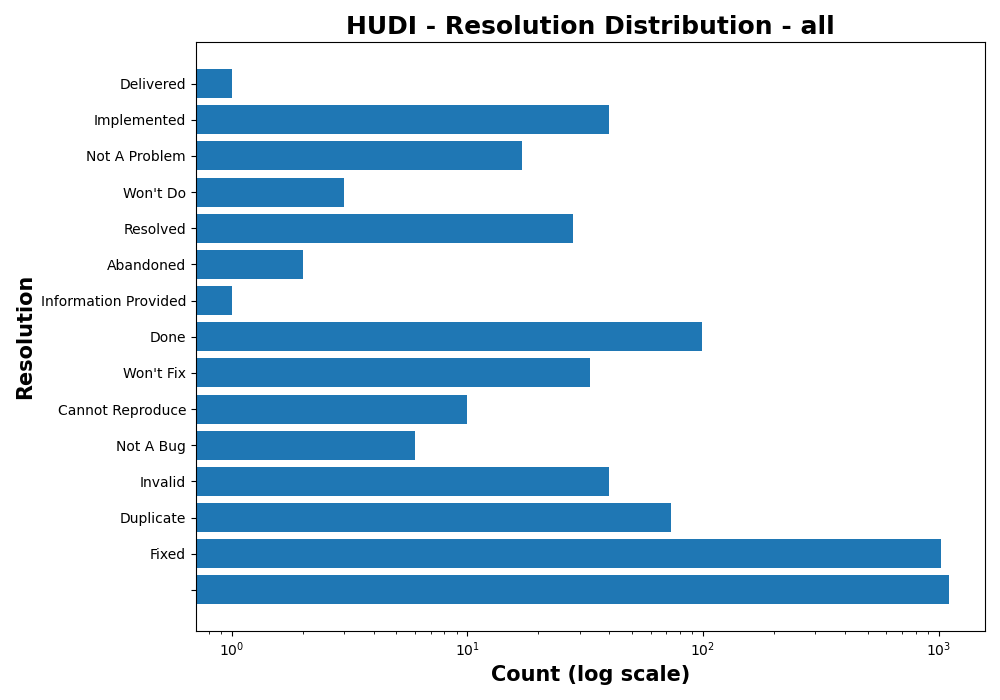 HUDI - Resolution Distribution - all
Resolution
Delivered
Implemented
Not A Problem
Won't Do
Resolved
Abandoned
Information Provided
Done
Won't Fix
Cannot Reproduce
Not A Bug
Invalid
Duplicate
Fixed
10⁰ 10¹ 10² 10³
Count (log scale)